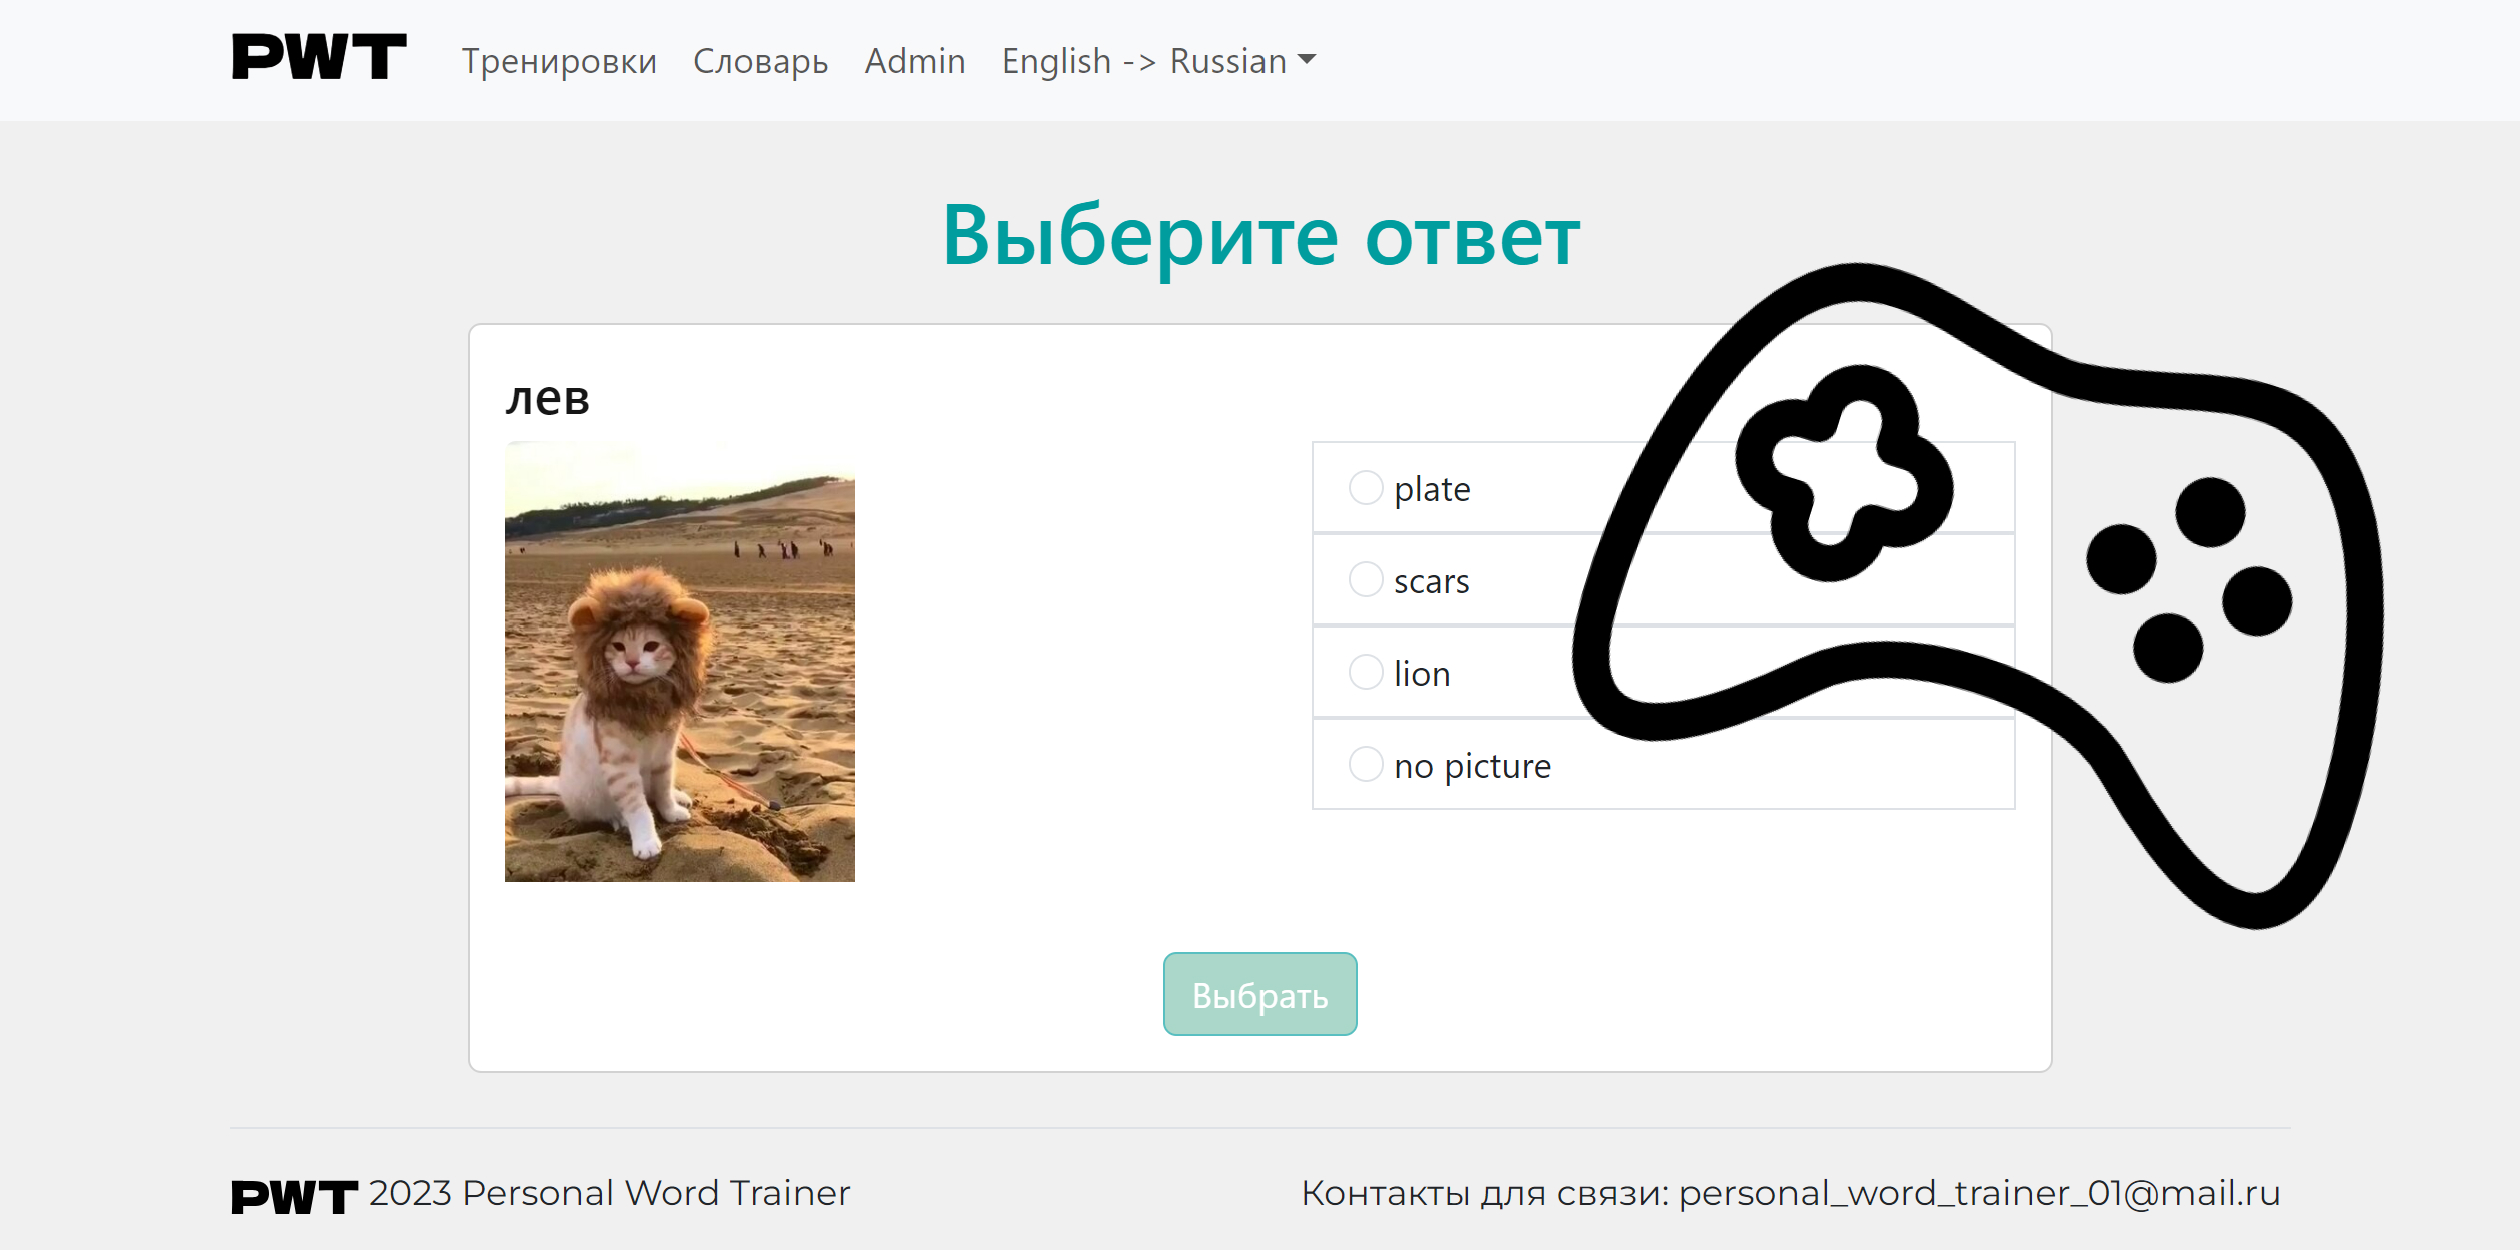 PWT Тренировки Словарь Admin English -> Russian
Выберите ответ
лев
plate
scars
lion
no picture
Выбрать
PWT 2023 Personal Word Trainer
Контакты для связи: personal_word_trainer_01@mail.ru